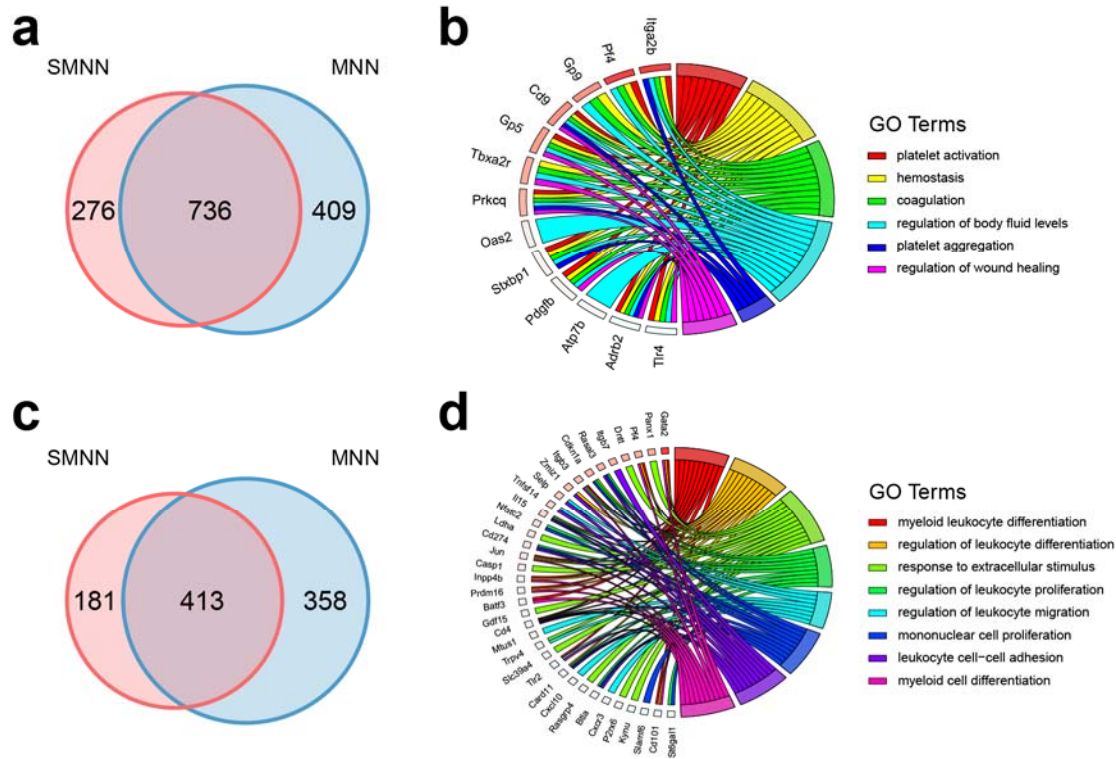 a
SMNN
MNN
276
736
409
b
Itga2b
Pf4
Gp9
Cd9
Gp5
Tbxa2r
Prkcq
Oas2
Stxbp1
Pdgfb
Atp7b
Adrb2
Tlr4
GO Terms
platelet activation
hemostasis
coagulation
regulation of body fluid levels
platelet aggregation
regulation of wound healing
c
SMNN
MNN
181
413
358
d
Gata2
Panx1
Pf4
Dntt
Itgb7
Rasal3
Cdkn1a
Itgb3
Zmiz1
Selp
Tnfsf14
Il15
Nfatc2
Ldha
Cd274
Jun
Casp1
Inpp4b
Prdm16
Batf3
Gdf15
Cd4
Mtus1
Trpv4
Slc39a4
Tlr2
Card11
Cxcl10
Rasgrp4
Btla
Cxcr3
P2rx6
Kynu
Slamf6
Cd101
St6gal1
GO Terms
myeloid leukocyte differentiation
regulation of leukocyte differentiation
response to extracellular stimulus
regulation of leukocyte proliferation
regulation of leukocyte migration
mononuclear cell proliferation
leukocyte cell−cell adhesion
myeloid cell differentiation